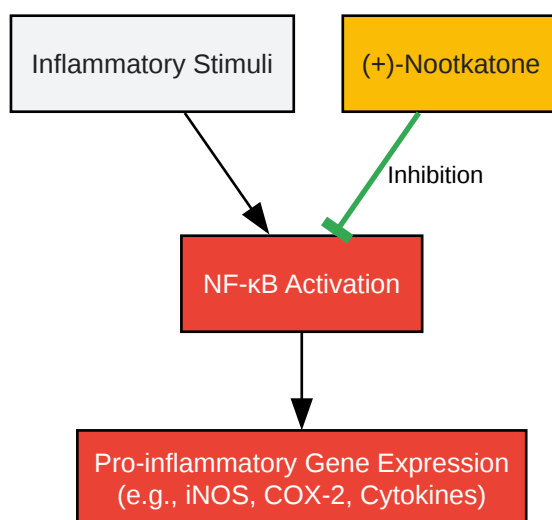 Inflammatory Stimuli
(+)-Nootkatone
Inhibition
NF-κB Activation
Pro-inflammatory Gene Expression
(e.g., iNOS, COX-2, Cytokines)